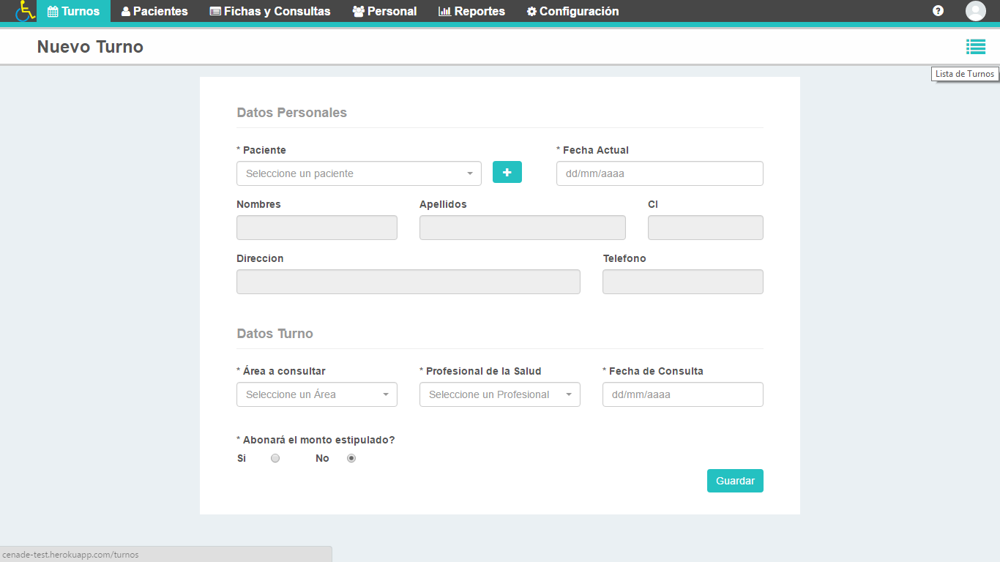 Turnos Pacientes Fichas y Consultas Personal Reportes Configuración
Nuevo Turno
Lista de Turnos
Datos Personales
* Paciente * Fecha Actual
Seleccione un paciente + dd/mm/aaaa
Nombres Apellidos CI
Direccion Telefono
Datos Turno
* Área a consultar * Profesional de la Salud * Fecha de Consulta
Seleccione un Área Seleccione un Profesional dd/mm/aaaa
* Abonará el monto estipulado?
Si No
Guardar
cenade-test.herokuapp.com/turnos